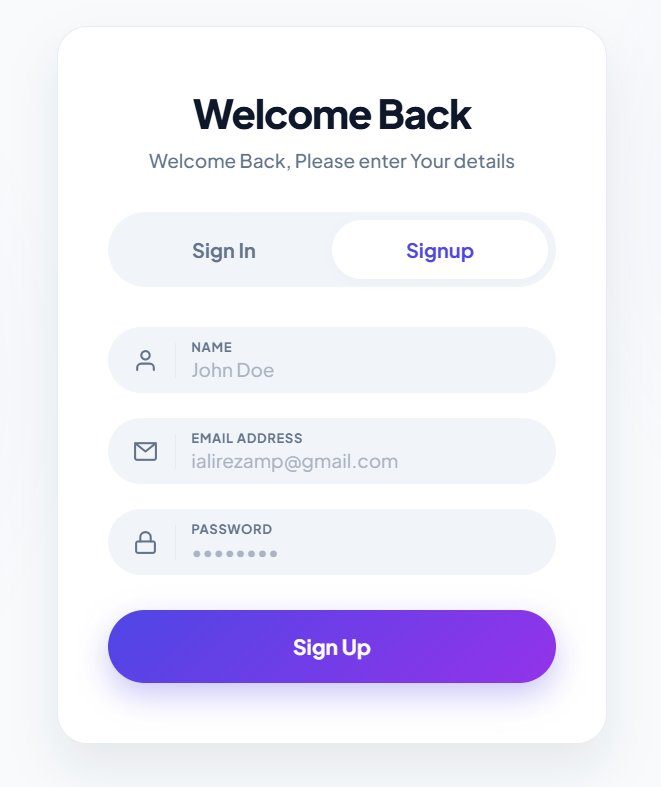 Welcome Back
Welcome Back, Please enter Your details
Sign In
Signup
NAME
John Doe
EMAIL ADDRESS
ialirezamp@gmail.com
PASSWORD
●●●●●●●●
Sign Up